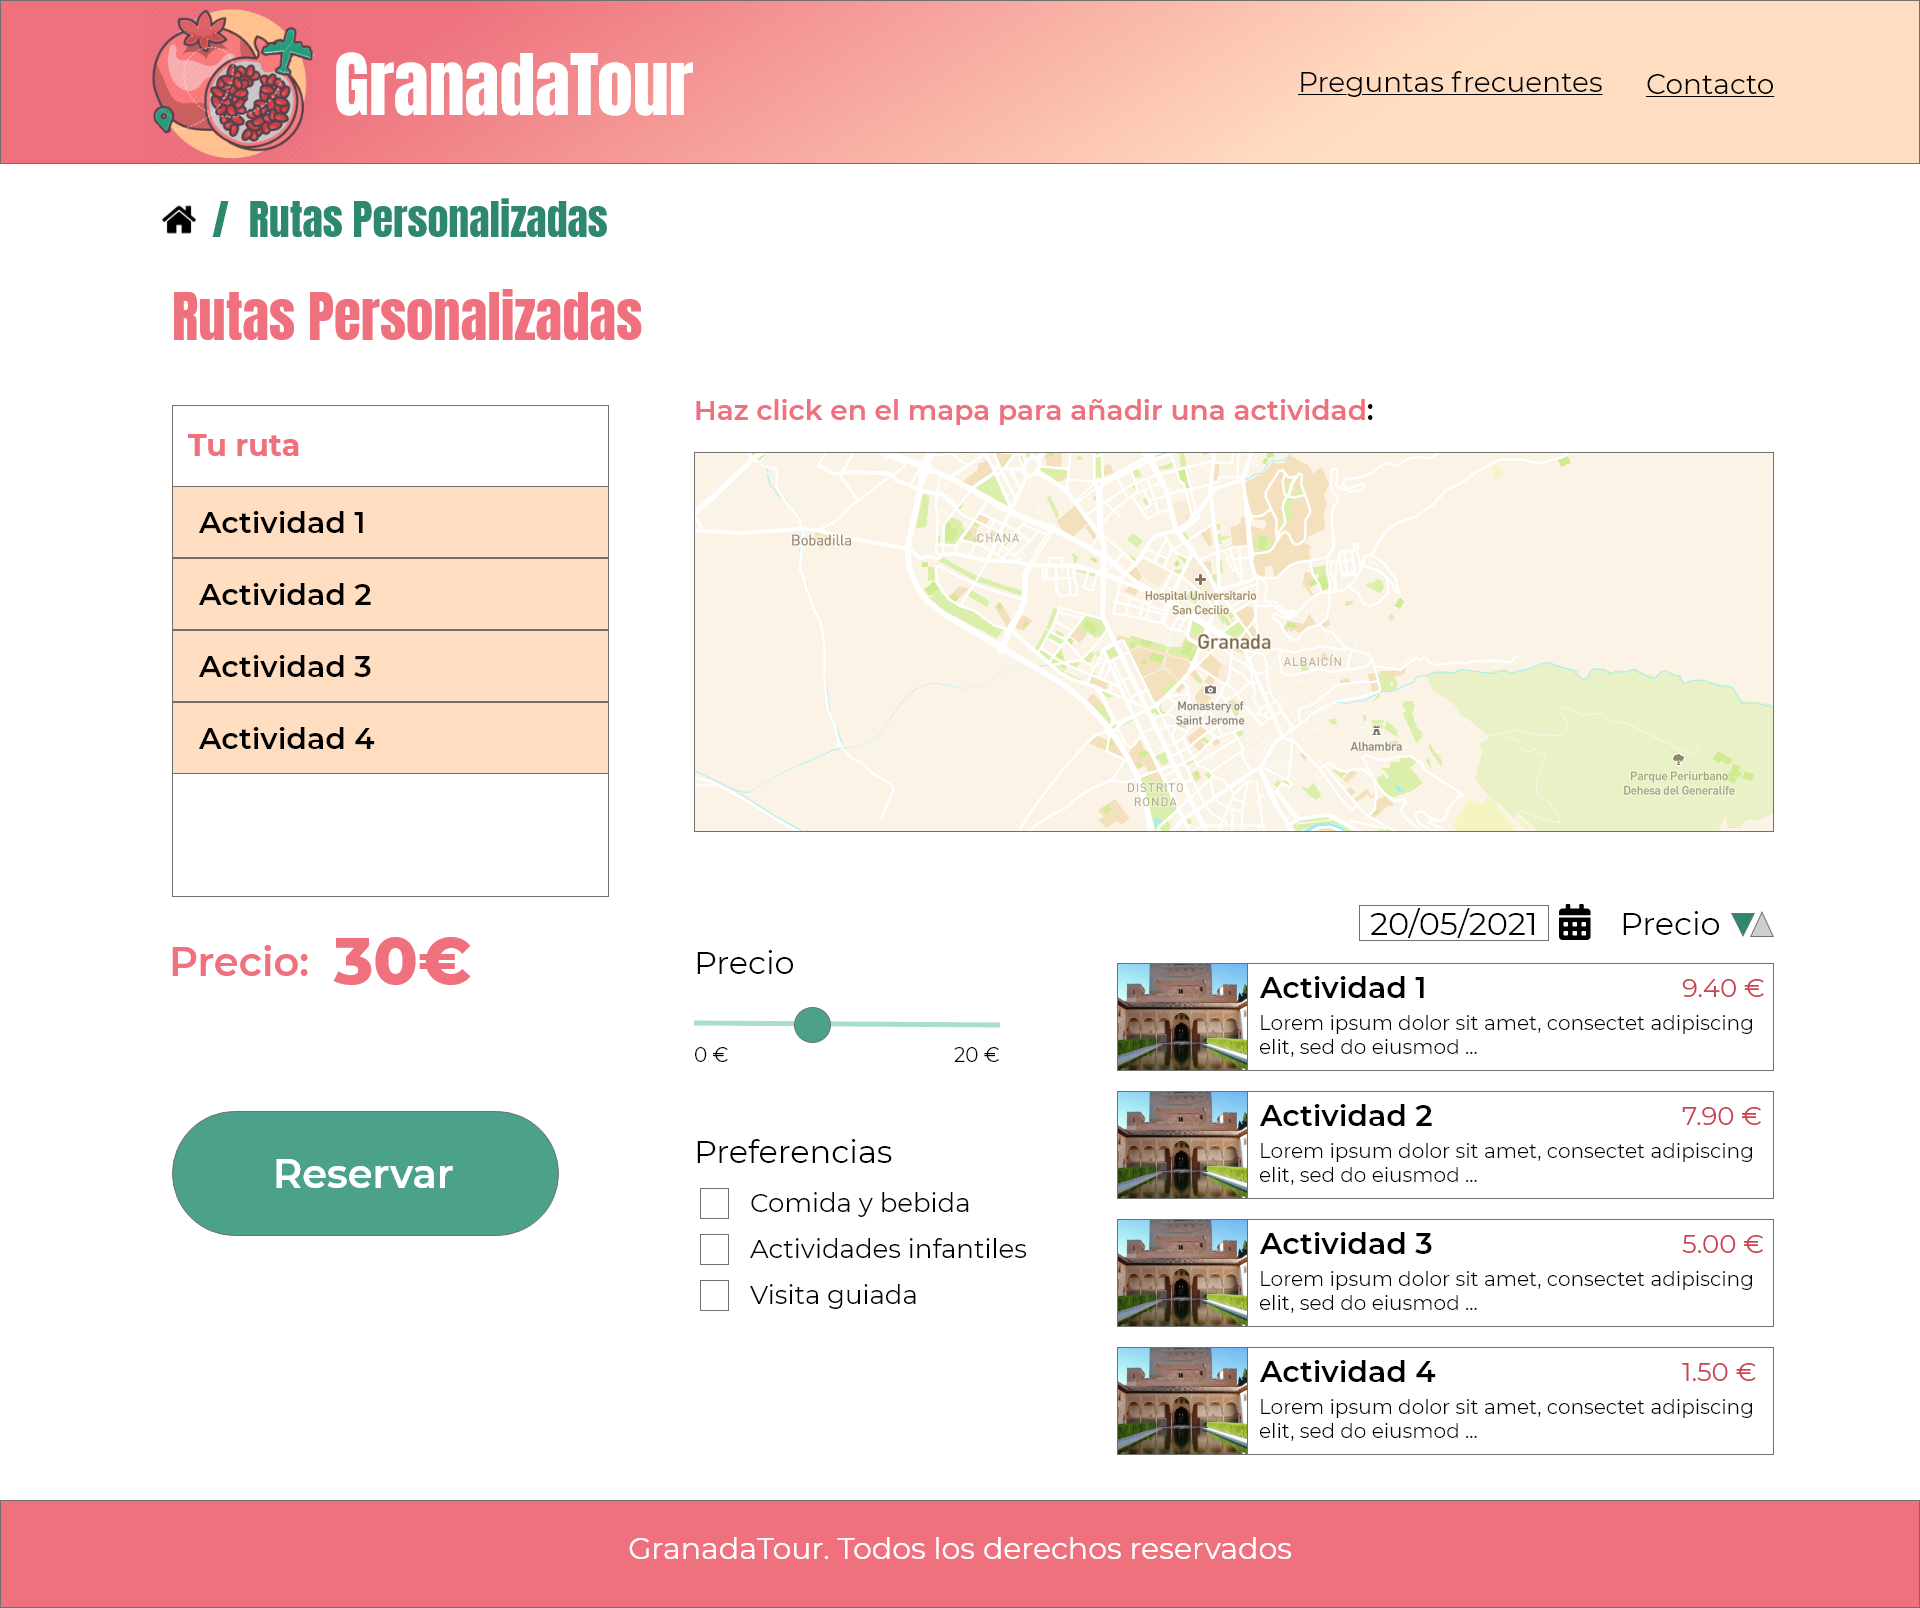 GranadaTour
Preguntas frecuentes
Contacto
/ Rutas Personalizadas
Rutas Personalizadas
Tu ruta
Actividad 1
Actividad 2
Actividad 3
Actividad 4
Precio: 30€
Reservar
Haz click en el mapa para añadir una actividad:
Bobadilla
CHANA
Hospital Universitario
San Cecilio
Granada
ALBAICÍN
Monastery of
Saint Jerome
Alhambra
Parque Periurbano
Dehesa del Generalife
DISTRITO
RONDA
Precio
0 €
20 €
Preferencias
Comida y bebida
Actividades infantiles
Visita guiada
20/05/2021
Precio
Actividad 1
9.40 €
Lorem ipsum dolor sit amet, consectet adipiscing
elit, sed do eiusmod ...
Actividad 2
7.90 €
Lorem ipsum dolor sit amet, consectet adipiscing
elit, sed do eiusmod ...
Actividad 3
5.00 €
Lorem ipsum dolor sit amet, consectet adipiscing
elit, sed do eiusmod ...
Actividad 4
1.50 €
Lorem ipsum dolor sit amet, consectet adipiscing
elit, sed do eiusmod ...
GranadaTour. Todos los derechos reservados